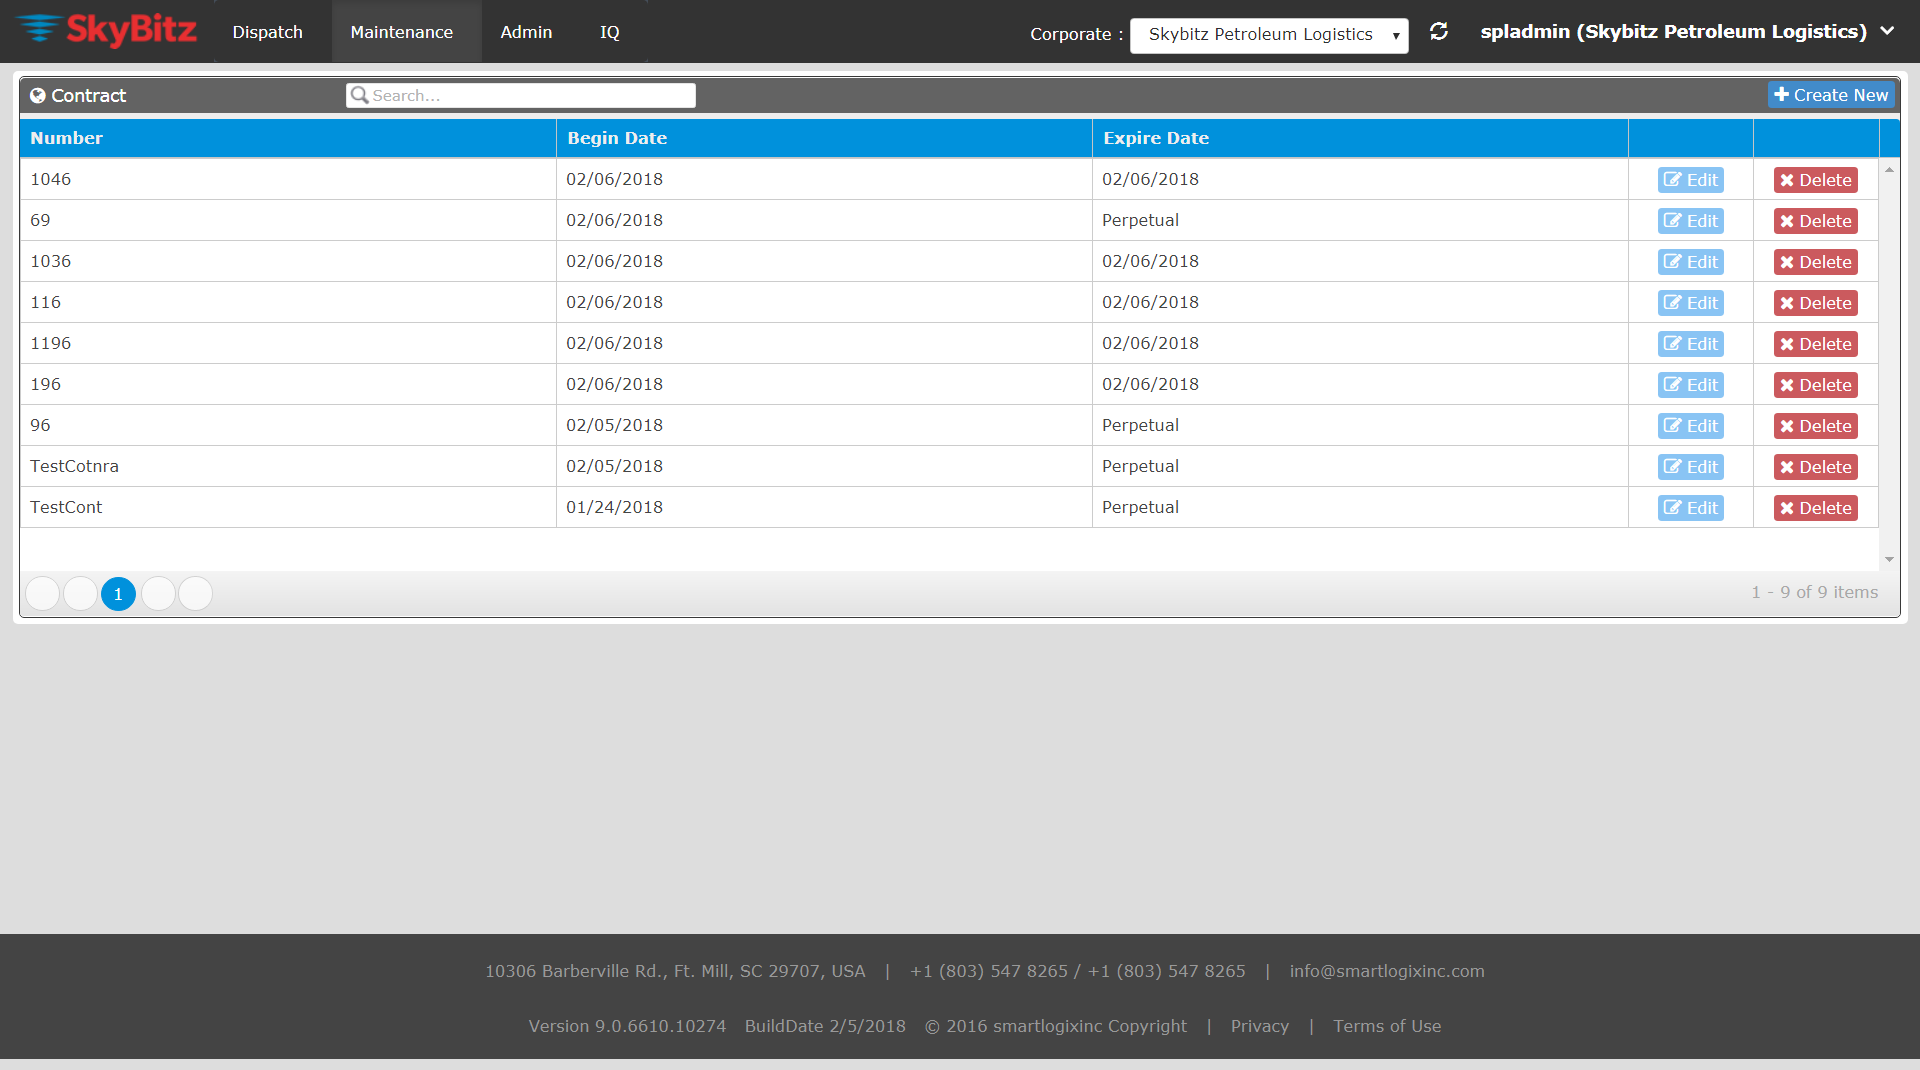 SkyBitz Dispatch Maintenance Admin IQ Corporate : Skybitz Petroleum Logistics spladmin (Skybitz Petroleum Logistics)
Contract Search... Create New
Number Begin Date Expire Date
1046 02/06/2018 02/06/2018 Edit Delete
69 02/06/2018 Perpetual Edit Delete
1036 02/06/2018 02/06/2018 Edit Delete
116 02/06/2018 02/06/2018 Edit Delete
1196 02/06/2018 02/06/2018 Edit Delete
196 02/06/2018 02/06/2018 Edit Delete
96 02/05/2018 Perpetual Edit Delete
TestCotnra 02/05/2018 Perpetual Edit Delete
TestCont 01/24/2018 Perpetual Edit Delete
1 1 - 9 of 9 items
10306 Barberville Rd., Ft. Mill, SC 29707, USA | +1 (803) 547 8265 / +1 (803) 547 8265 | info@smartlogixinc.com
Version 9.0.6610.10274 BuildDate 2/5/2018 © 2016 smartlogixinc Copyright | Privacy | Terms of Use